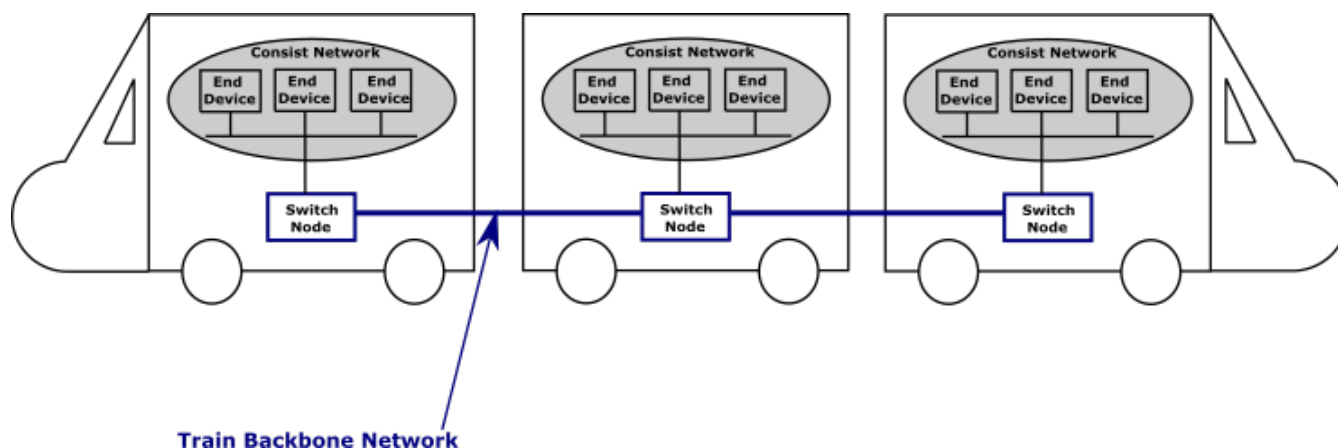 Consist Network
End
Device
End
Device
End
Device
Switch
Node
Consist Network
End
Device
End
Device
End
Device
Switch
Node
Consist Network
End
Device
End
Device
End
Device
Switch
Node
Train Backbone Network